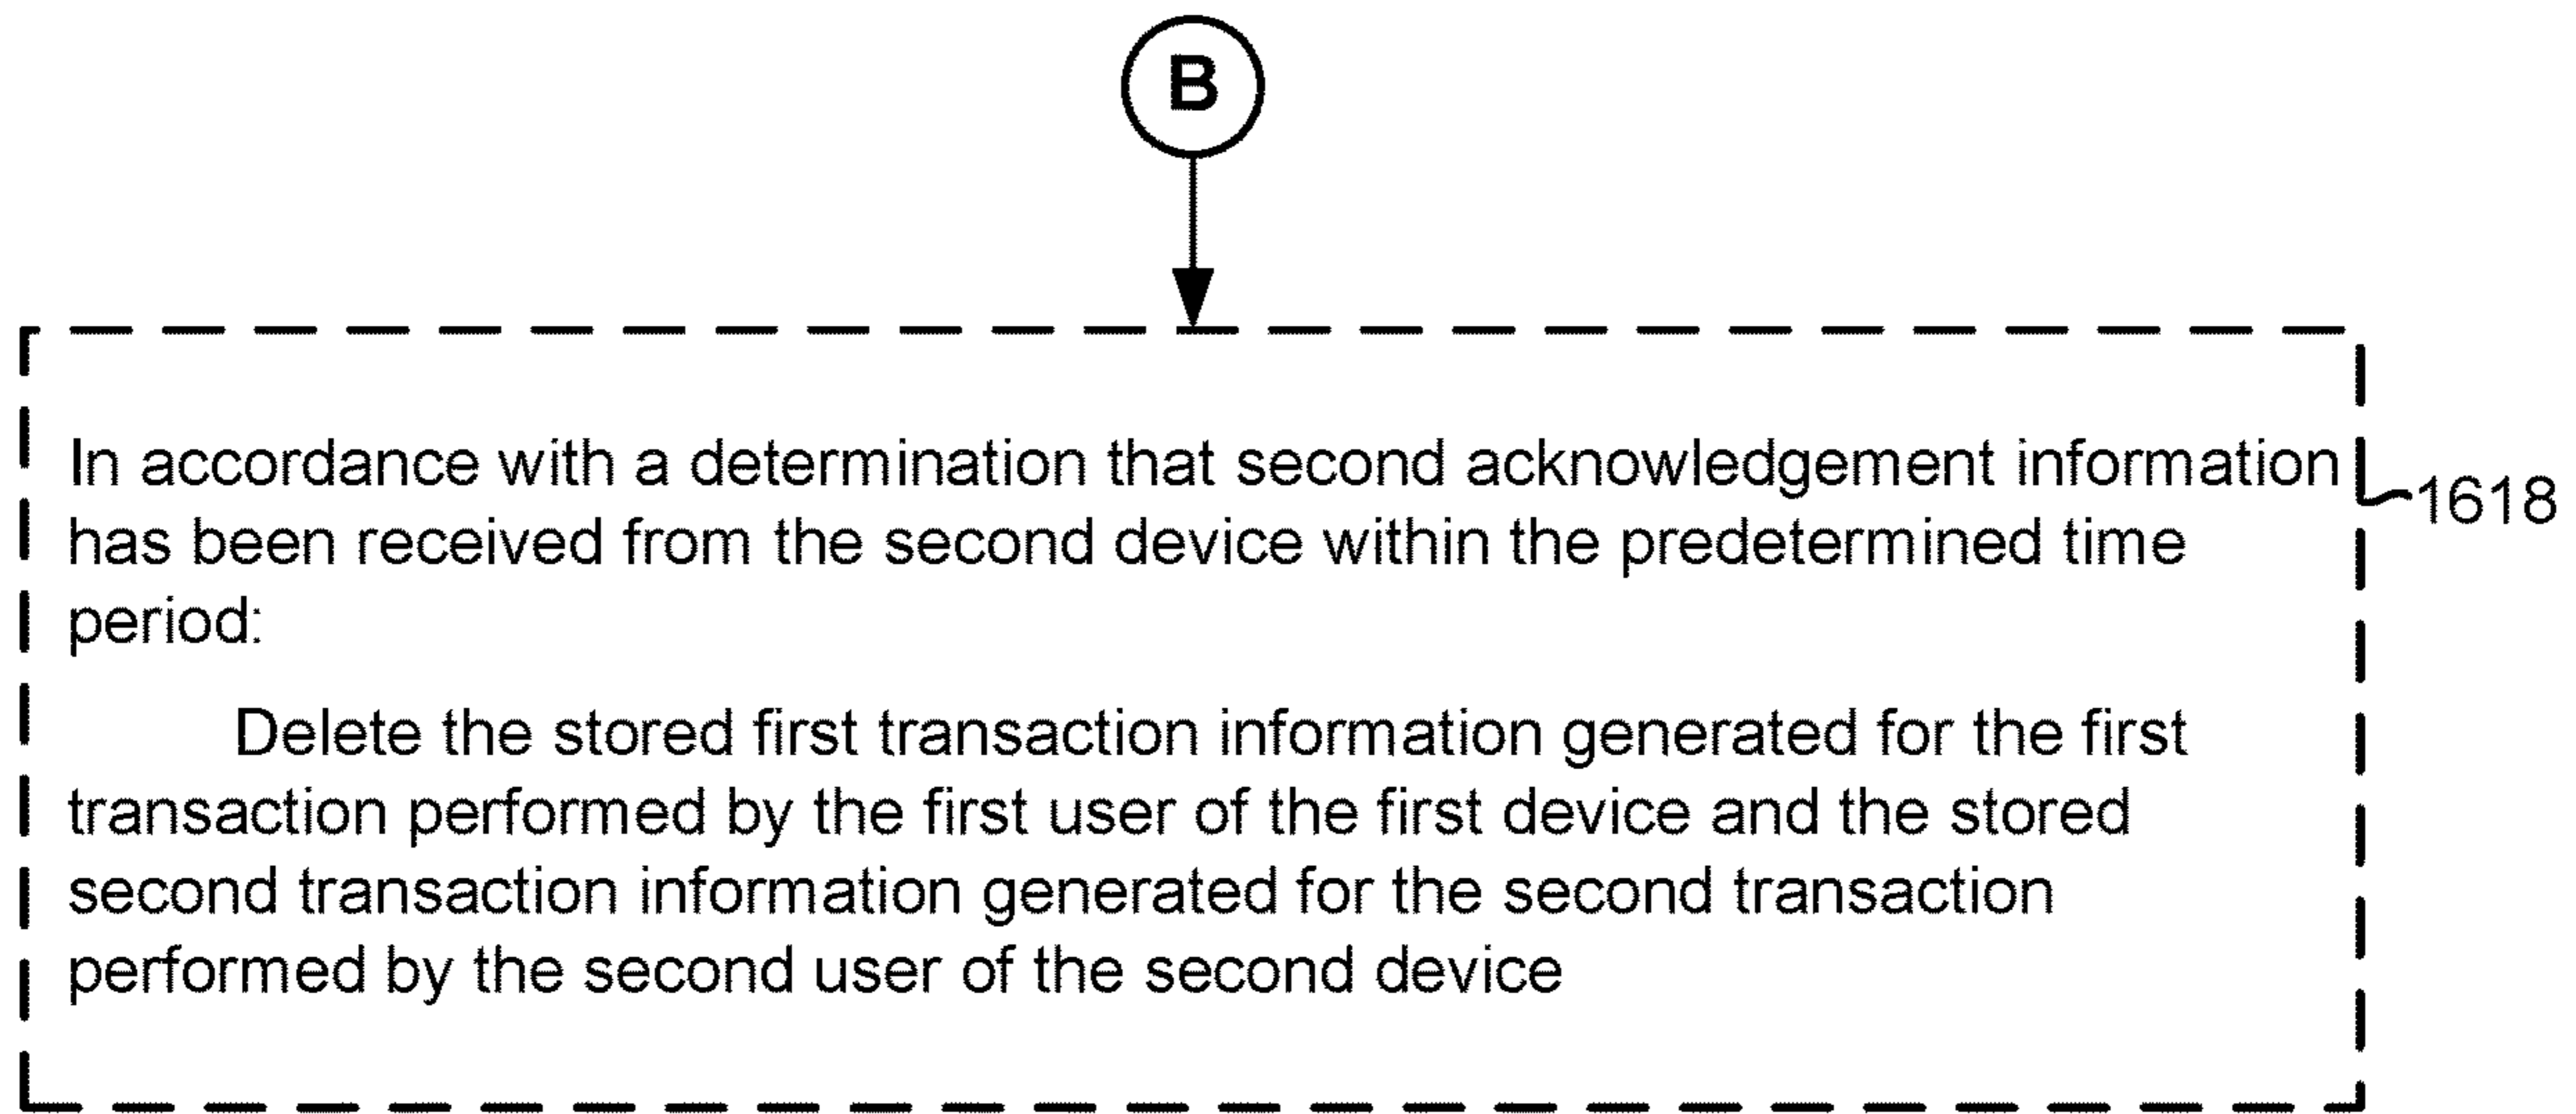 B
In accordance with a determination that second acknowledgement information
has been received from the second device within the predetermined time
period:
1618
Delete the stored first transaction information generated for the first
transaction performed by the first user of the first device and the stored
second transaction information generated for the second transaction
performed by the second user of the second device